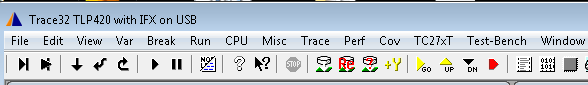 Trace32 TLP420 with IFX on USB
File Edit View Var Break Run CPU Misc Trace Perf Cov TC27xT Test-Bench Window
STOP GO UP DN